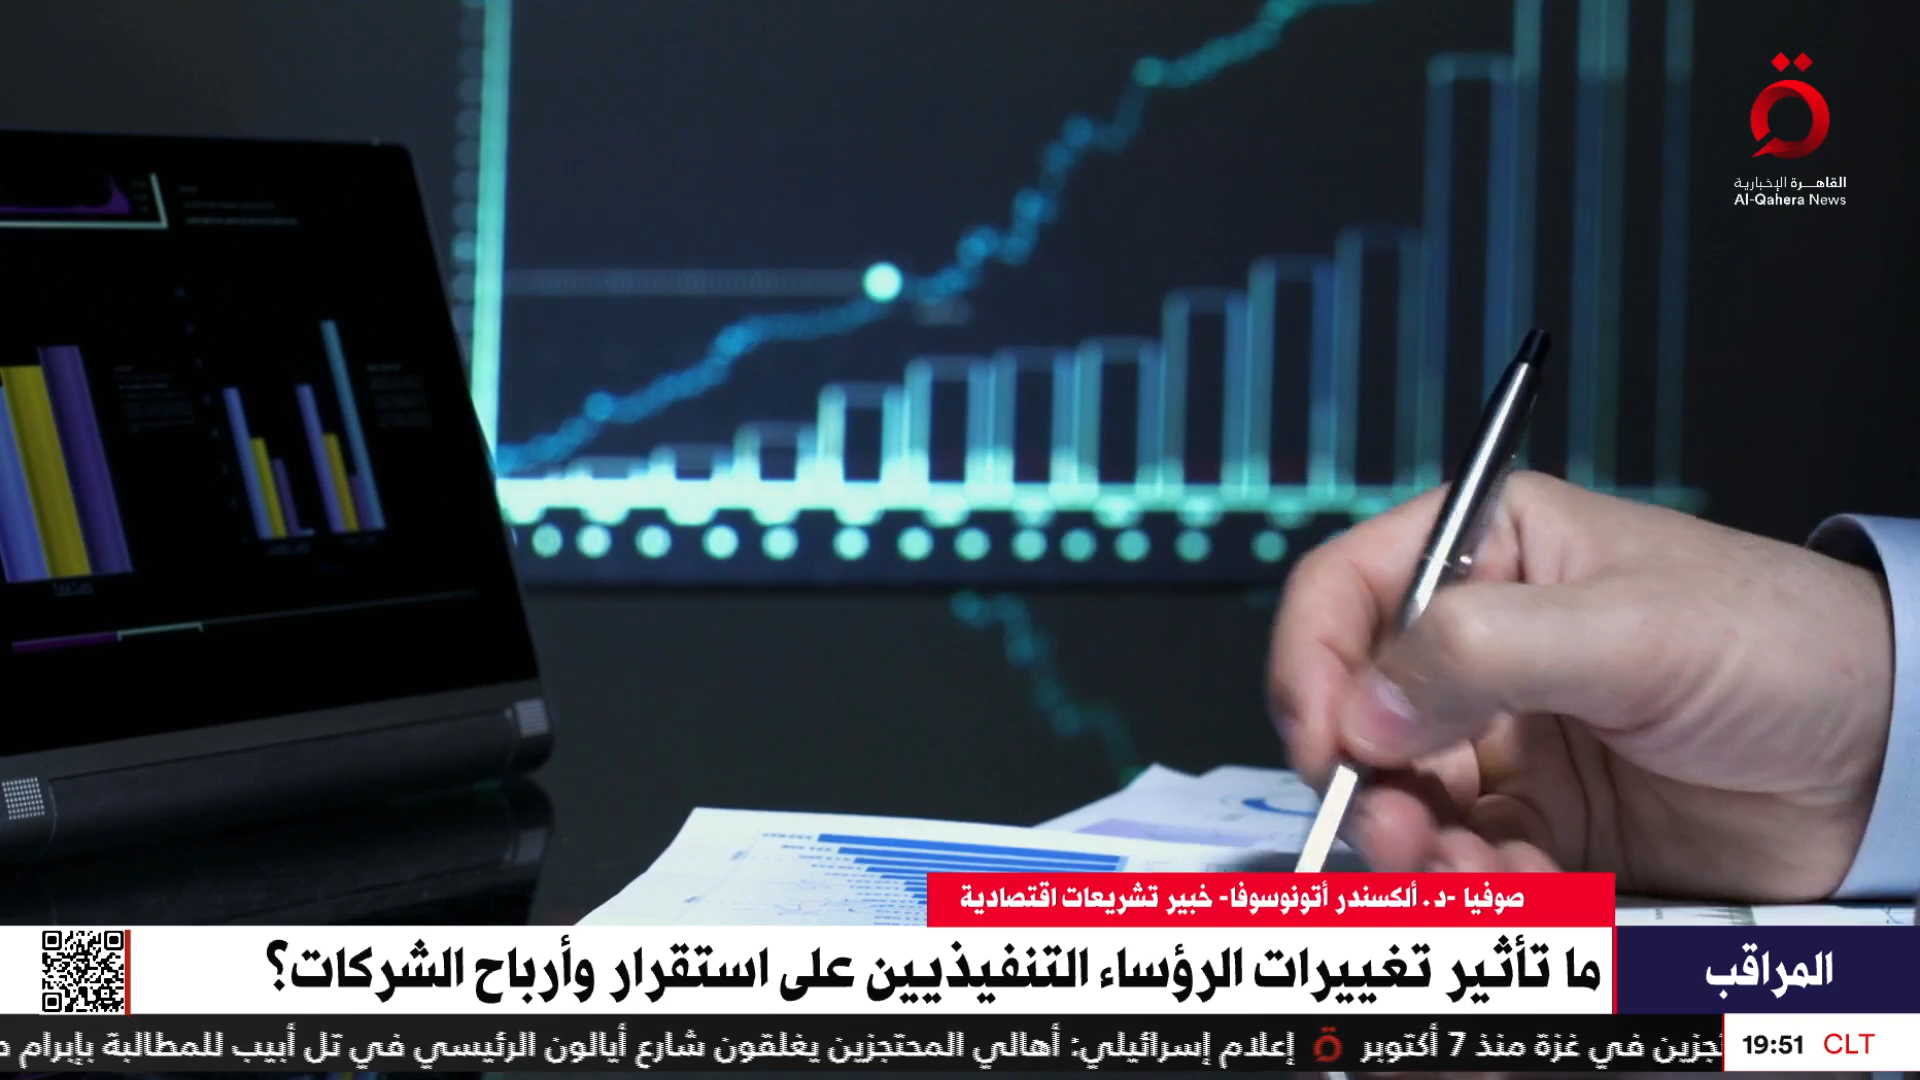 القاهرة الإخبارية
Al-Qahera News
صوفيا -د. ألكسندر أتونوسوفا- خبير تشريعات اقتصادية
المراقب
ما تأثير تغييرات الرؤساء التنفيذيين على استقرار وأرباح الشركات؟
19:51 CLT
في غزة منذ 7 أكتوبر
إعلام إسرائيلي: أهالي المحتجزين يغلقون شارع أيالون الرئيسي في تل أبيب للمطالبة بإبرام